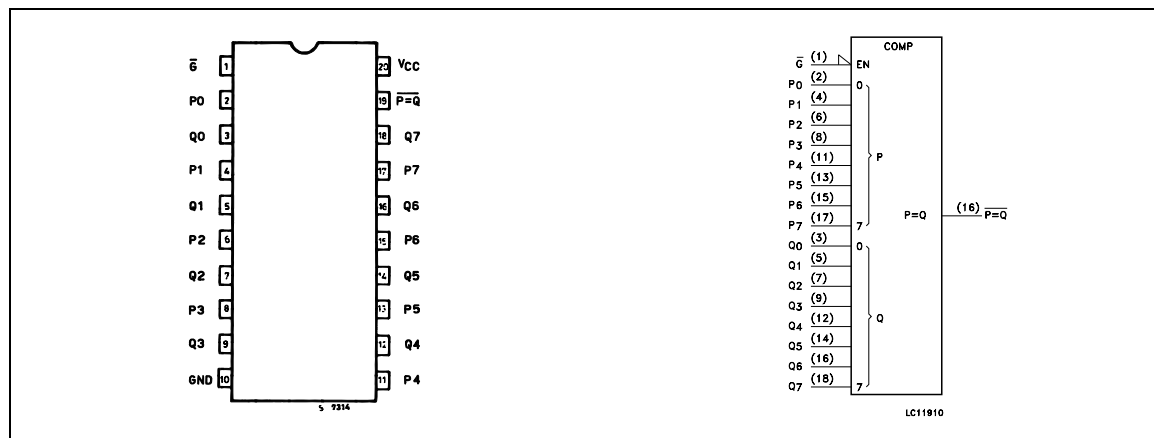 G̅ 1 20 VCC
P0 2 19 P̅=̅Q̅
Q0 3 18 Q7
P1 4 17 P7
Q1 5 16 Q6
P2 6 15 P6
Q2 7 14 Q5
P3 8 13 P5
Q3 9 12 Q4
GND 10 11 P4
S 7314
COMP
G̅ (1) EN
P0 (2) 0
P1 (4)
P2 (6)
P3 (8)
P4 (11) P
P5 (13)
P6 (15)
P7 (17) 7
P=Q (16) P̅=̅Q̅
Q0 (3) 0
Q1 (5)
Q2 (7)
Q3 (9)
Q4 (12) Q
Q5 (14)
Q6 (16)
Q7 (18) 7
LC11910